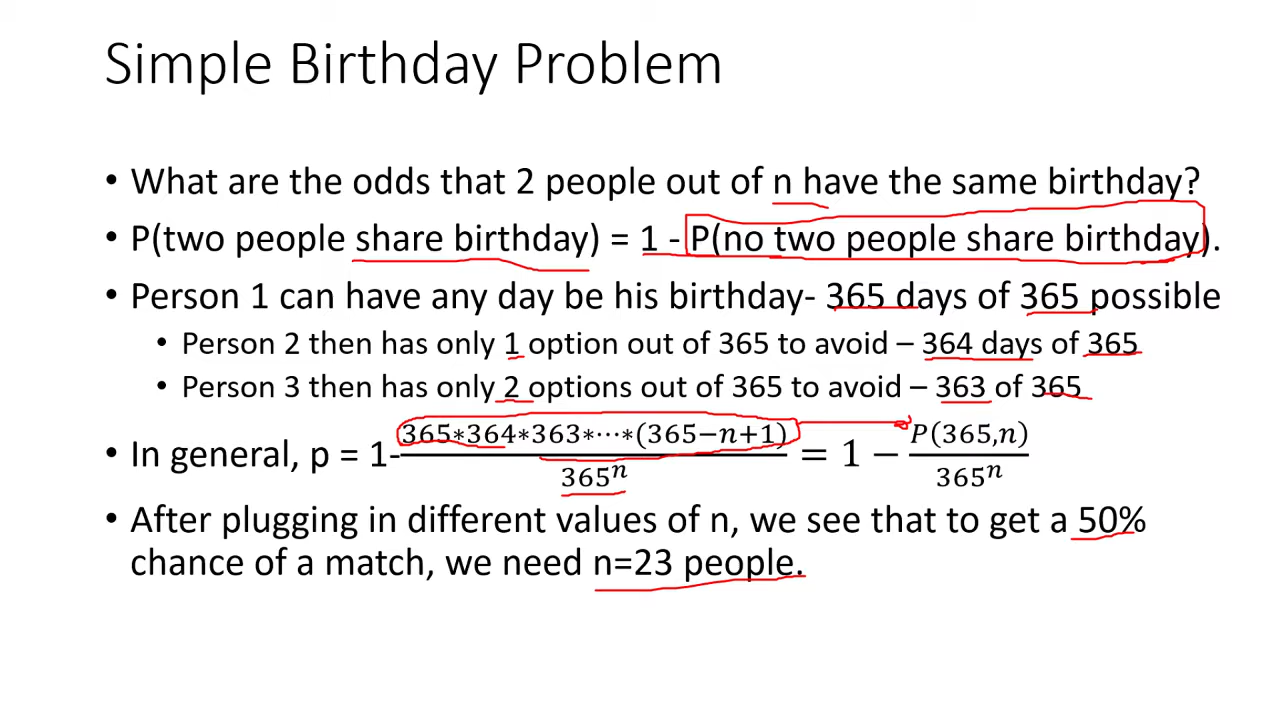 Simple Birthday Problem
• What are the odds that 2 people out of n have the same birthday?
• P(two people share birthday) = 1 - P(no two people share birthday).
• Person 1 can have any day be his birthday- 365 days of 365 possible
• Person 2 then has only 1 option out of 365 to avoid – 364 days of 365
• Person 3 then has only 2 options out of 365 to avoid – 363 of 365
• In general, p = 1- 365∗364∗363∗⋯∗(365−n+1) / 365ⁿ = 1 − P(365,n) / 365ⁿ
• After plugging in different values of n, we see that to get a 50%
chance of a match, we need n=23 people.